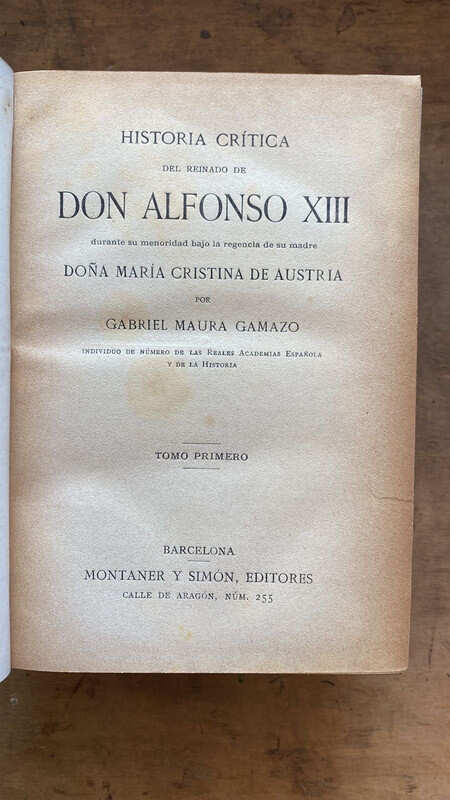 HISTORIA CRÍTICA
DEL REINADO DE
DON ALFONSO XIII
durante su menoridad bajo la regencia de su madre
DOÑA MARÍA CRISTINA DE AUSTRIA
POR
GABRIEL MAURA GAMAZO
INDIVIDUO DE NÚMERO DE LAS REALES ACADEMIAS ESPAÑOLA
Y DE LA HISTORIA
TOMO PRIMERO
BARCELONA
MONTANER Y SIMÓN, EDITORES
CALLE DE ARAGÓN, NÚM. 255